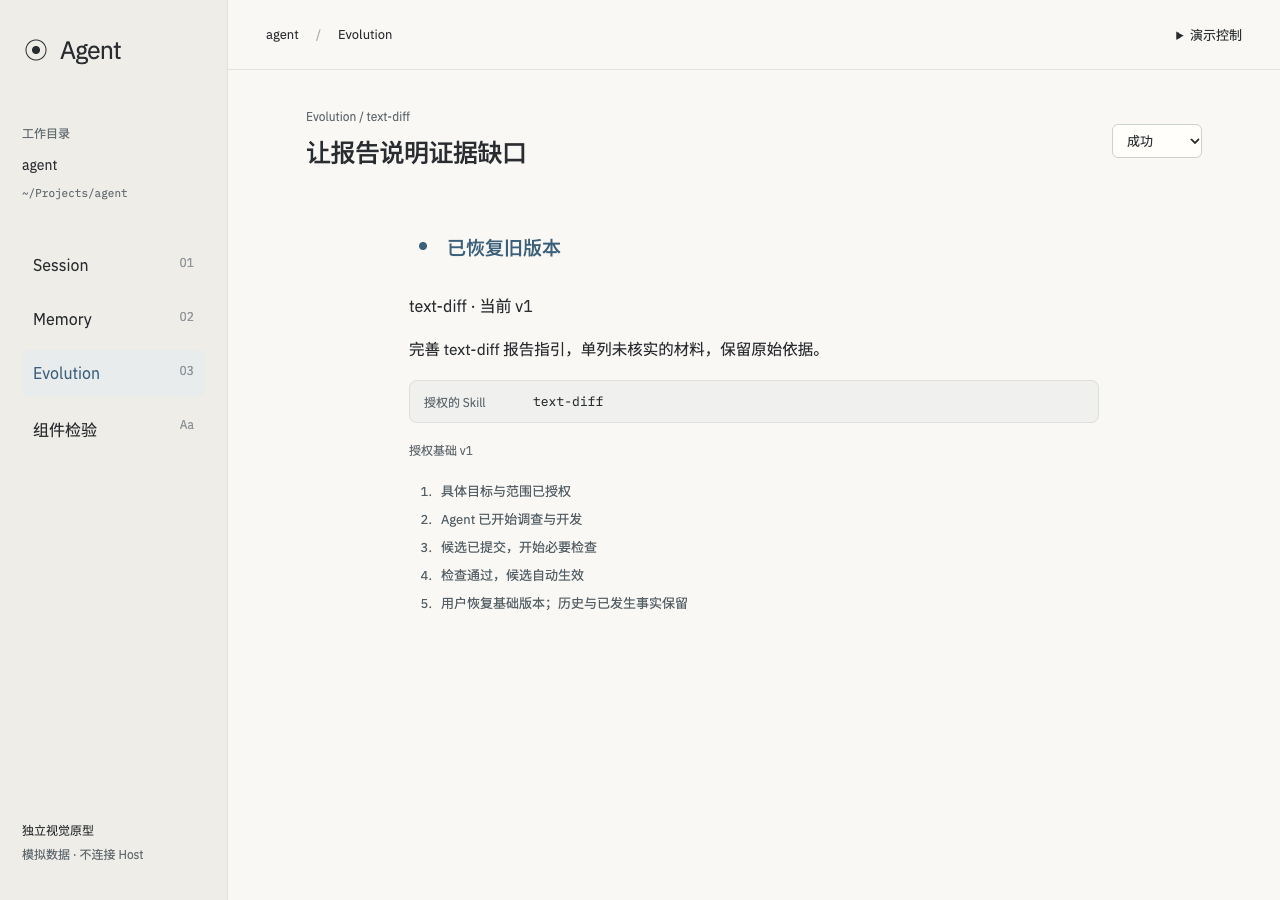 Agent
工作目录
agent
~/Projects/agent
Session 01
Memory 02
Evolution 03
组件检验 Aa
独立视觉原型
模拟数据 · 不连接 Host
agent / Evolution
▶ 演示控制
Evolution / text-diff
让报告说明证据缺口
成功
已恢复旧版本
text-diff · 当前 v1
完善 text-diff 报告指引，单列未核实的材料，保留原始依据。
授权的 Skill text-diff
授权基础 v1
1. 具体目标与范围已授权
2. Agent 已开始调查与开发
3. 候选已提交，开始必要检查
4. 检查通过，候选自动生效
5. 用户恢复基础版本；历史与已发生事实保留